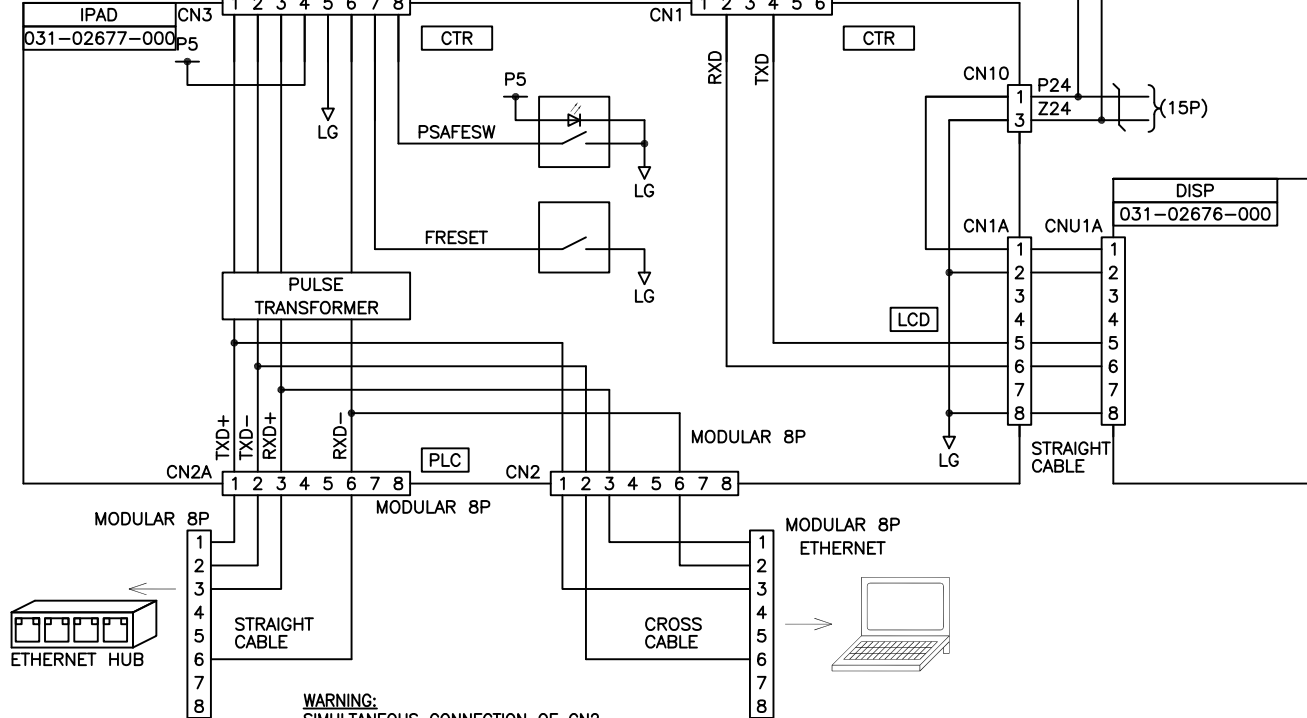 IPAD
031-02677-000
CN3
1 2 3 4 5 6 7 8
P5
CTR
LG
P5
PSAFESW
LG
FRESET
LG
PULSE
TRANSFORMER
CN1
1 2 3 4 5 6
CTR
RXD
TXD
CN10
1
3
P24
Z24
(15P)
DISP
031-02676-000
CN1A
CNU1A
1 1
2 2
3 3
4 4
5 5
6 6
7 7
8 8
LCD
LG
STRAIGHT
CABLE
TXD+
TXD-
RXD+
RXD-
CN2A
1 2 3 4 5 6 7 8
PLC
MODULAR 8P
CN2
1 2 3 4 5 6 7 8
MODULAR 8P
MODULAR 8P
1
2
3
4
5
6
7
8
STRAIGHT
CABLE
ETHERNET HUB
CROSS
CABLE
1
2
3
4
5
6
7
8
MODULAR 8P
ETHERNET
WARNING:
SIMULTANEOUS CONNECTION OF CN2